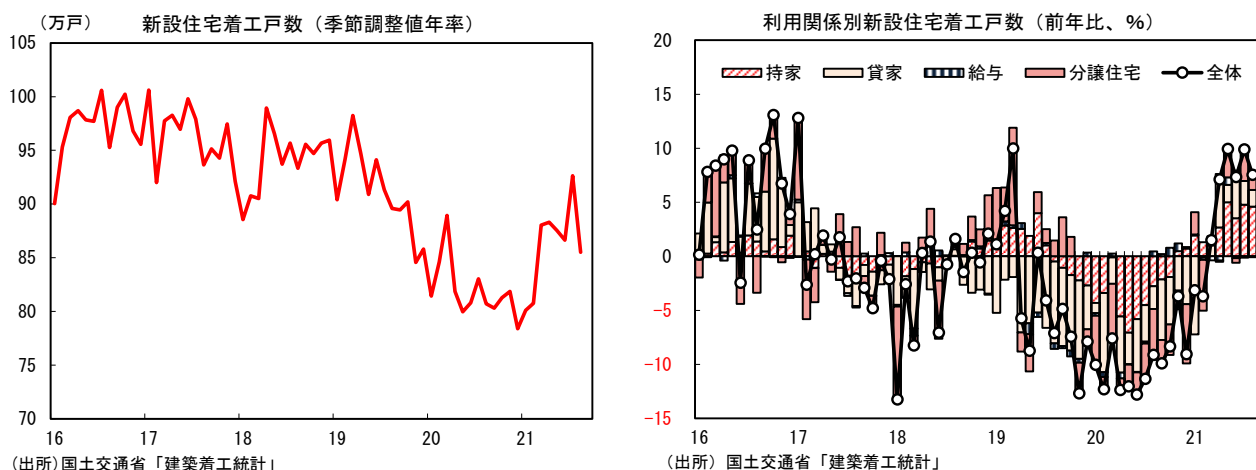 （万戸）
新設住宅着工戸数（季節調整値年率）
105
100
95
90
85
80
75
70
16
17
18
19
20
21
（出所）国土交通省「建築着工統計」
利用関係別新設住宅着工戸数（前年比、%）
20
15
10
5
0
-5
-10
-15
持家
貸家
給与
分譲住宅
全体
16
17
18
19
20
21
（出所）国土交通省「建築着工統計」